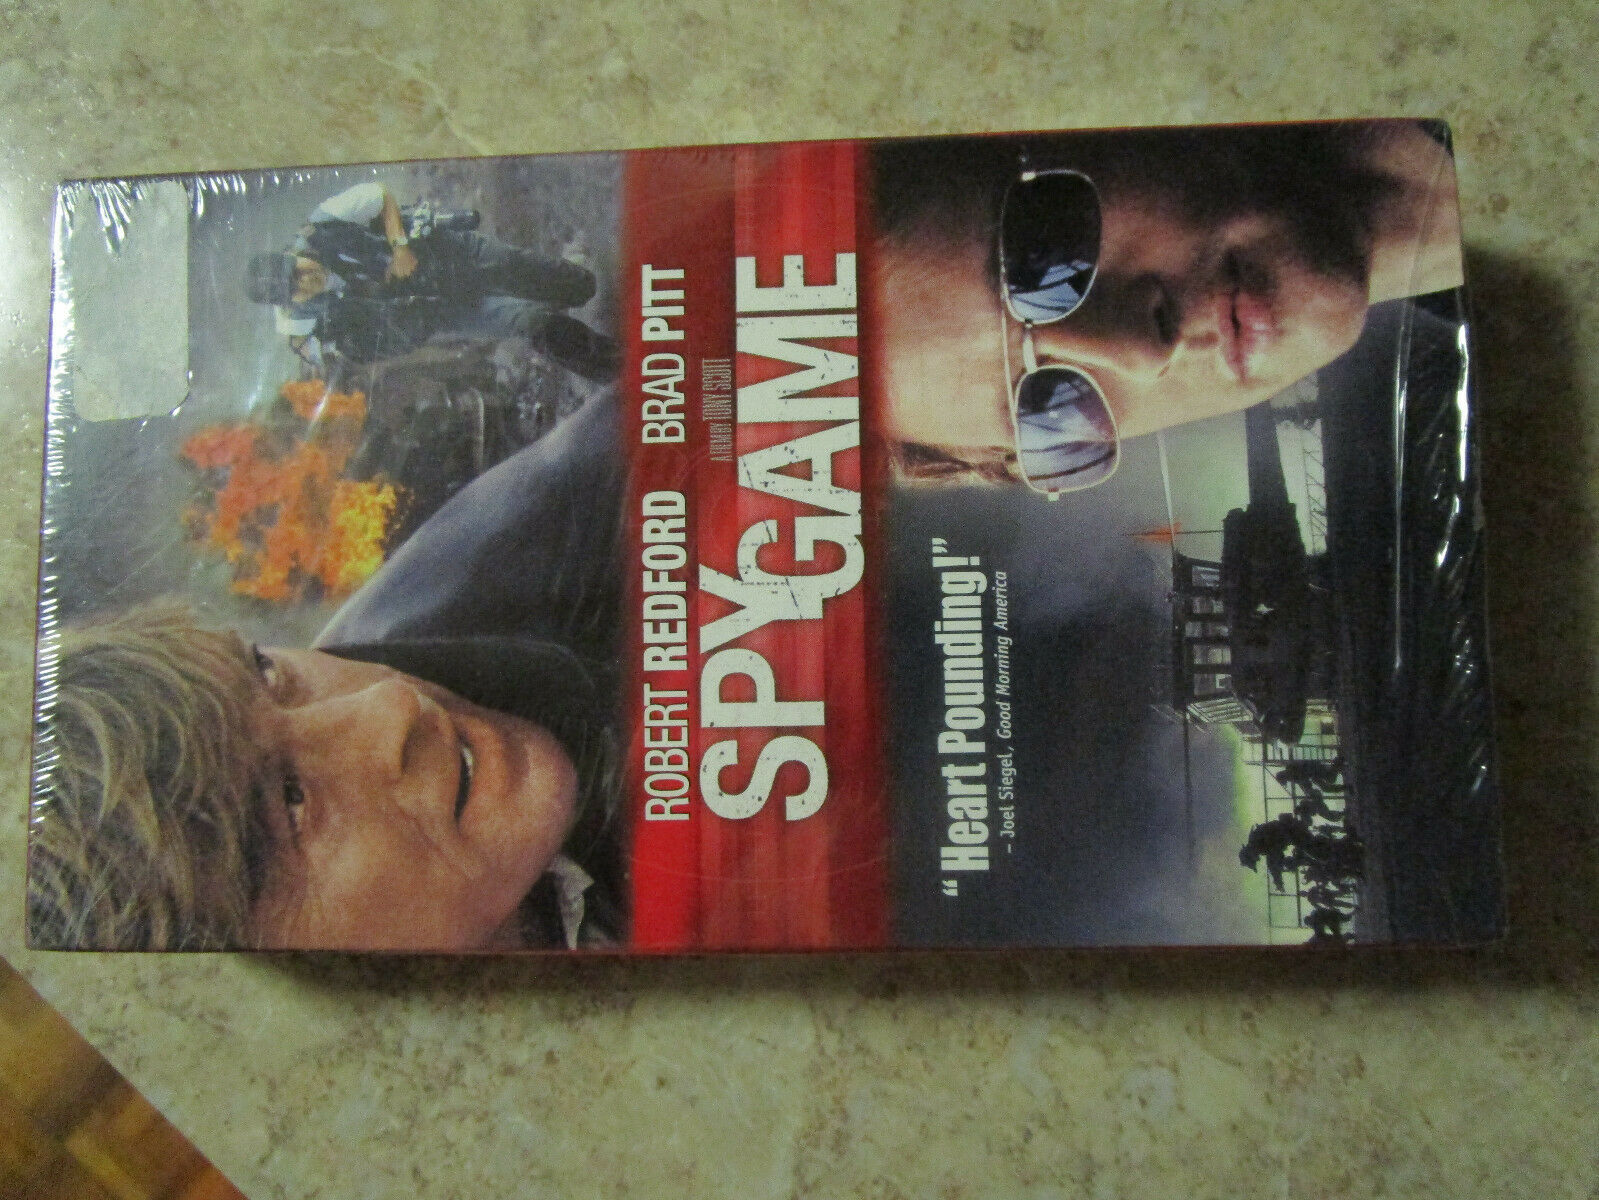 ROBERT REDFORD BRAD PITT
A FILM BY TONY SCOTT
SPY GAME
“Heart Pounding!”
– Joel Siegel, Good Morning America